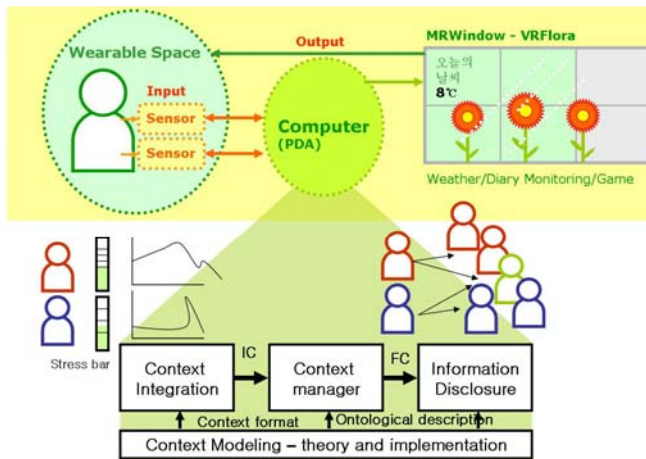 MRWindow - VRFlora
Output
Wearable Space
오늘의
날씨
8℃
Input
Sensor
Sensor
Computer
(PDA)
Weather/Diary Monitoring/Game
Stress bar
IC
FC
Context
Integration
Context
manager
Information
Disclosure
Context format
Ontological description
Context Modeling – theory and implementation